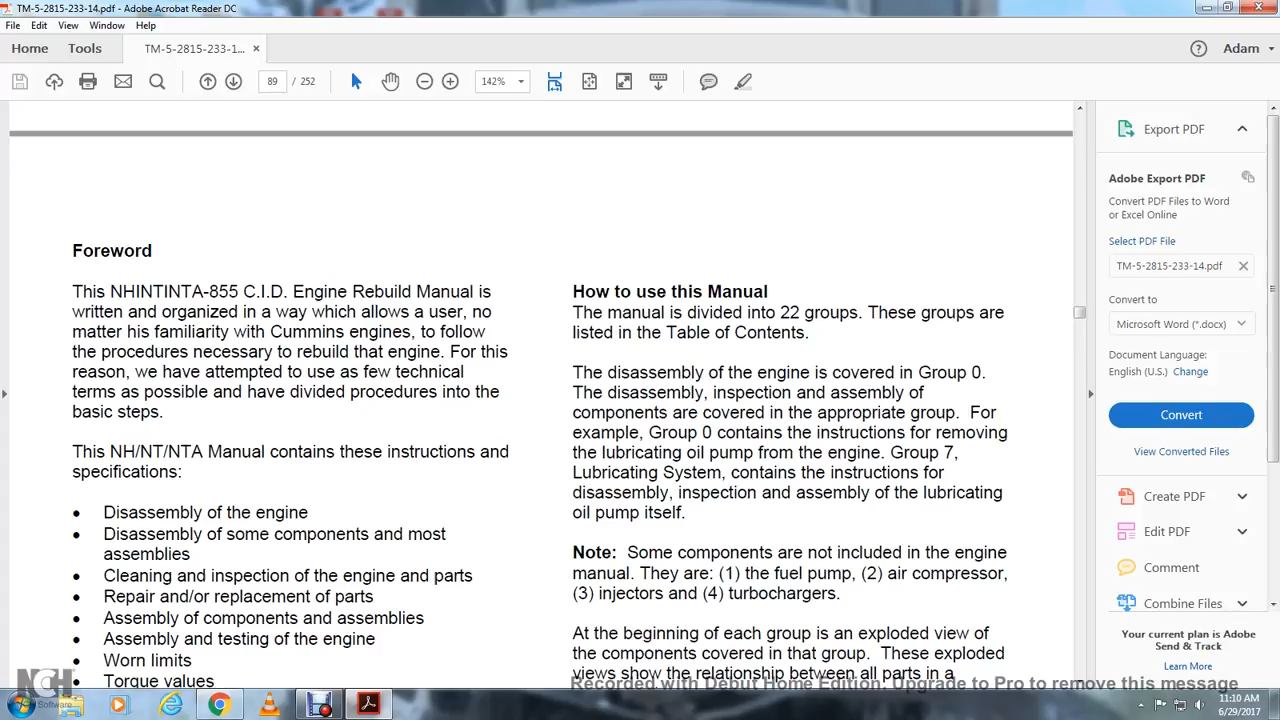 TM-5-2815-233-14.pdf - Adobe Acrobat Reader DC
File Edit View Window Help
Home Tools TM-5-2815-233-1... × Adam
89 / 252 142%
Export PDF
Adobe Export PDF
Convert PDF Files to Word
or Excel Online
Select PDF File
TM-5-2815-233-14.pdf
Convert to
Microsoft Word (*.docx)
Document Language:
English (U.S.) Change
Convert
View Converted Files
Create PDF
Edit PDF
Comment
Combine Files
Your current plan is Adobe
Send & Track
Learn More
Foreword
This NHINTINTA-855 C.I.D. Engine Rebuild Manual is
written and organized in a way which allows a user, no
matter his familiarity with Cummins engines, to follow
the procedures necessary to rebuild that engine. For this
reason, we have attempted to use as few technical
terms as possible and have divided procedures into the
basic steps.
This NH/NT/NTA Manual contains these instructions and
specifications:
• Disassembly of the engine
• Disassembly of some components and most
assemblies
• Cleaning and inspection of the engine and parts
• Repair and/or replacement of parts
• Assembly of components and assemblies
• Assembly and testing of the engine
• Worn limits
Torque values
How to use this Manual
The manual is divided into 22 groups. These groups are
listed in the Table of Contents.
The disassembly of the engine is covered in Group 0.
The disassembly, inspection and assembly of
components are covered in the appropriate group. For
example, Group 0 contains the instructions for removing
the lubricating oil pump from the engine. Group 7,
Lubricating System, contains the instructions for
disassembly, inspection and assembly of the lubricating
oil pump itself.
Note: Some components are not included in the engine
manual. They are: (1) the fuel pump, (2) air compressor,
(3) injectors and (4) turbochargers.
At the beginning of each group is an exploded view of
the components covered in that group. These exploded
views show the relationship between all parts in a
Recorded with Debut Home Edition. Upgrade to Pro to remove this message
NCH
Software
11:10 AM
6/29/2017